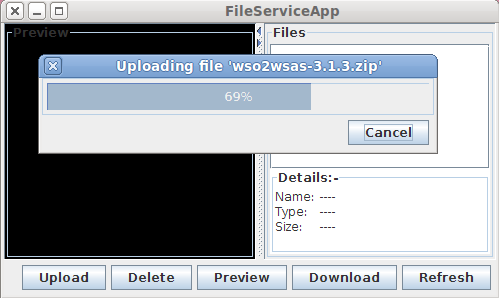 FileServiceApp
Preview
Files
Uploading file 'wso2wsas-3.1.3.zip'
69%
Cancel
Details:-
Name: ----
Type: ----
Size: ----
Upload Delete Preview Download Refresh